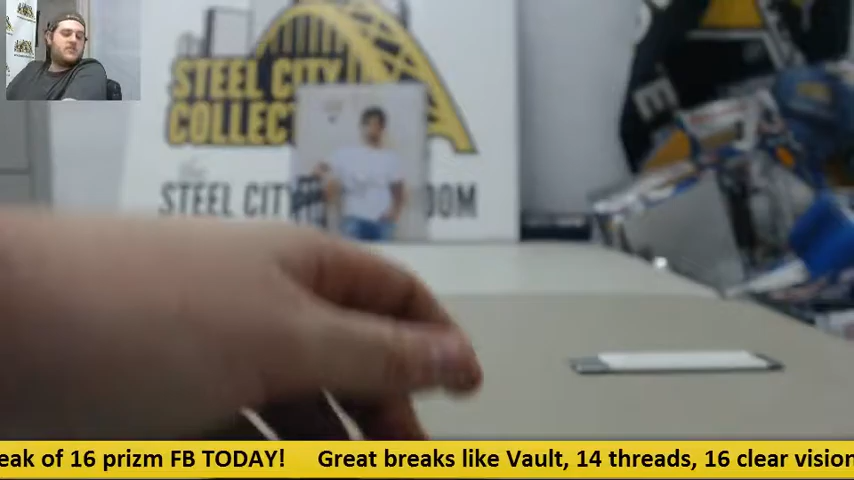 STEEL CITY
COLLEC
STEEL CIT
OOM
eak of 16 prizm FB TODAY! Great breaks like Vault, 14 threads, 16 clear vision